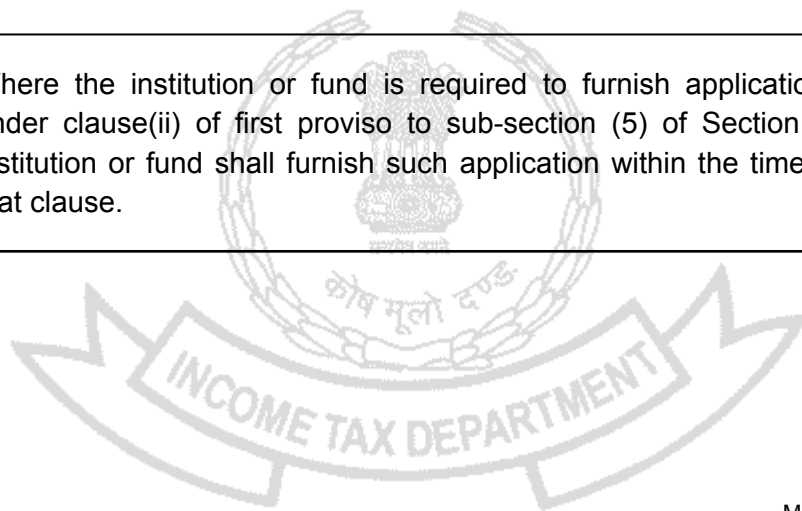 here the institution or fund is required to furnish applicatio
nder clause(ii) of first proviso to sub-section (5) of Section
stitution or fund shall furnish such application within the time
at clause.
कोष मूलो दण्डः
INCOME TAX DEPARTMENT
M